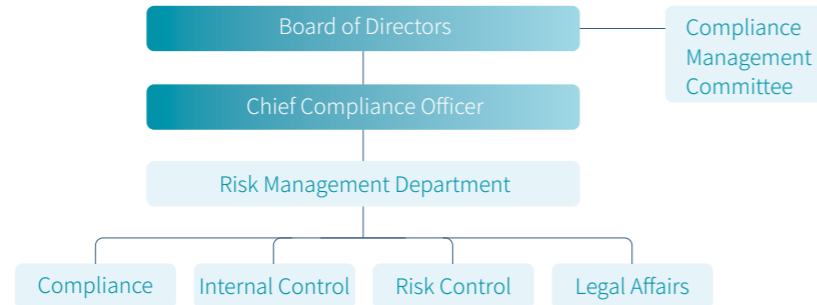 Board of Directors
Compliance
Management
Committee
Chief Compliance Officer
Risk Management Department
Compliance
Internal Control
Risk Control
Legal Affairs